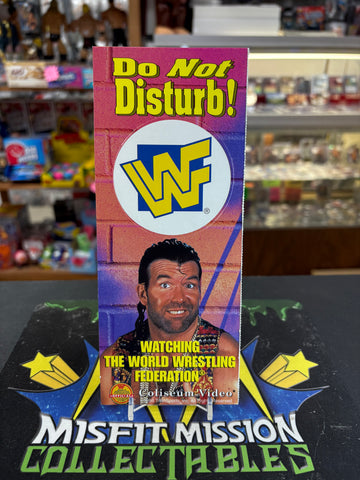 Do Not
Disturb!
WF
®
WATCHING
THE WORLD WRESTLING
FEDERATION®
Coliseum Video
MISFIT MISSION
COLLECTABLES